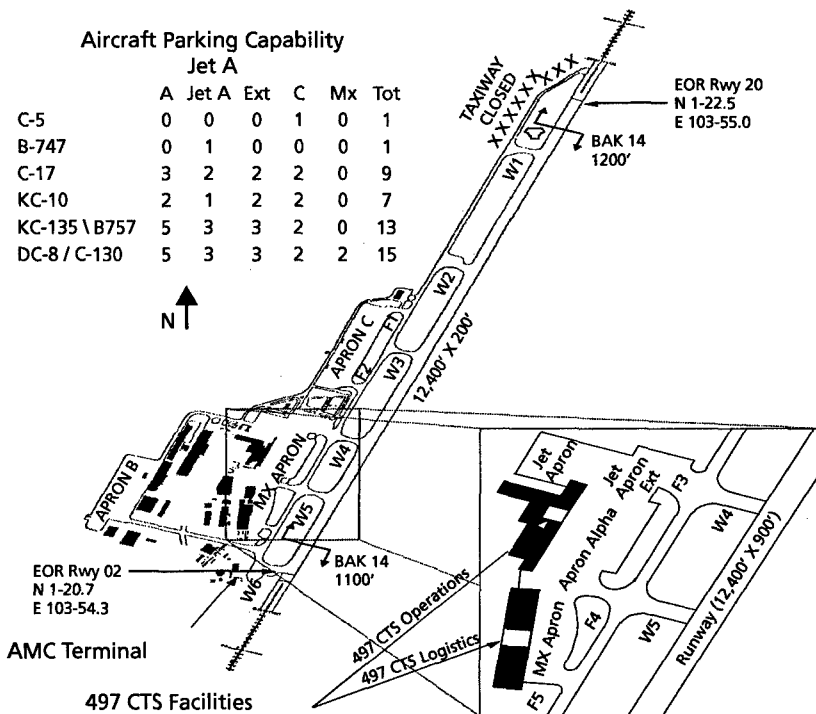 Aircraft Parking Capability
Jet A
A Jet A Ext C Mx Tot
C-5 0 0 0 1 0 1
B-747 0 1 0 0 0 1
C-17 3 2 2 2 0 9
KC-10 2 1 2 2 0 7
KC-135 \ B757 5 3 3 2 0 13
DC-8 / C-130 5 3 3 2 2 15
N
TAXIWAY
CLOSED
XXXXXX XXX
EOR Rwy 20
N 1-22.5
E 103-55.0
BAK 14
1200'
W1
W2
12,400' X 200'
APRON C
F1
F2
W3
W4
MX APRON
W5
APRON B
BAK 14
1100'
EOR Rwy 02
N 1-20.7
E 103-54.3
W6
AMC Terminal
497 CTS Facilities
497 CTS Operations
497 CTS Logistics
Jet
Apron
Jet
Apron
Ext
F3
W4
Apron Alpha
MX Apron
F4
W5
F5
Runway (12,400' X 900')